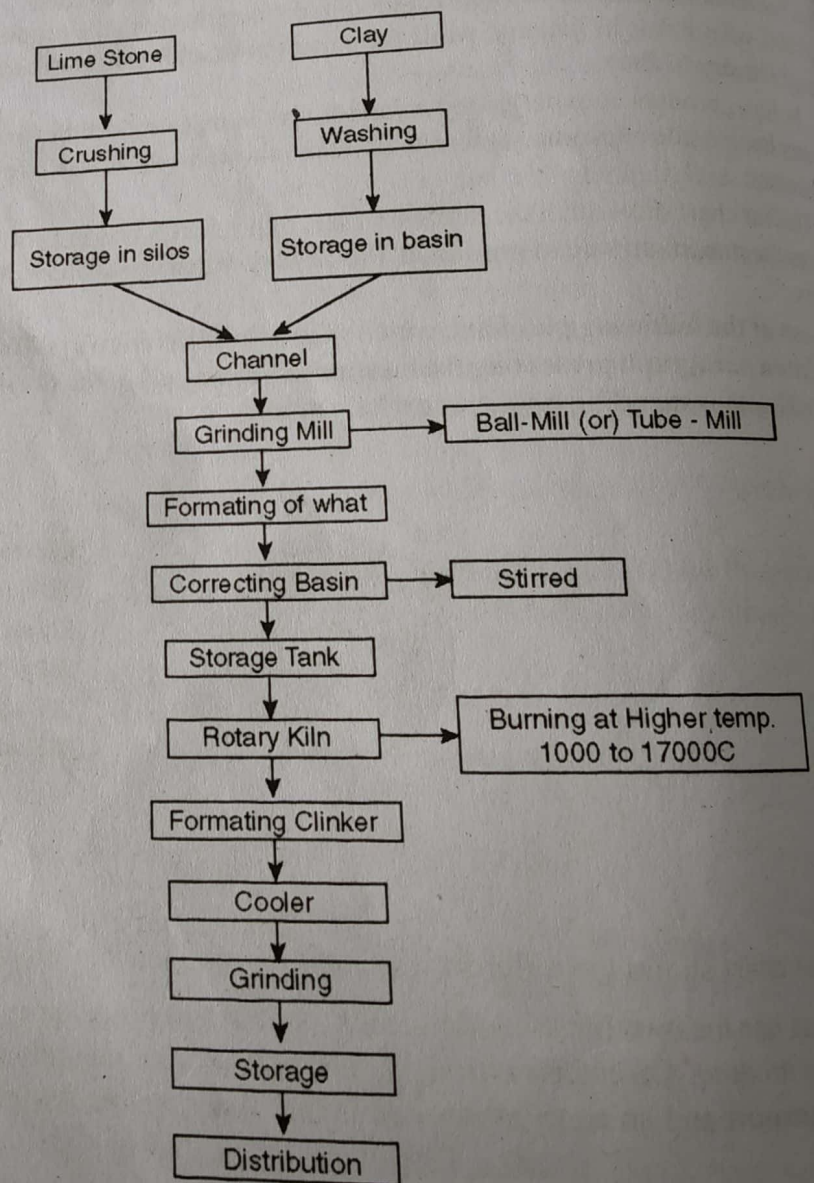 Lime Stone
Clay
Crushing
Washing
Storage in silos
Storage in basin
Channel
Grinding Mill
Ball-Mill (or) Tube - Mill
Formating of what
Correcting Basin
Stirred
Storage Tank
Rotary Kiln
Burning at Higher temp.
1000 to 17000C
Formating Clinker
Cooler
Grinding
Storage
Distribution